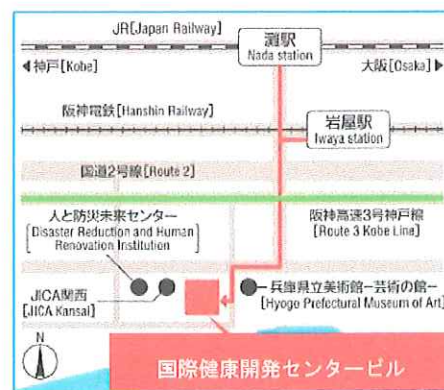 JR[Japan Railway]
灘駅
Nada station
◀神戸[Kobe]
大阪[Osaka]▶
阪神電鉄[Hanshin Railway]
岩屋駅
Iwaya station
国道2号線[Route 2]
人と防災未来センター
[Disaster Reduction and Human
Renovation Institution]
阪神高速3号神戸線
[Route 3 Kobe Line]
JICA関西
[JICA Kansai]
兵庫県立美術館ー芸術の館ー
[Hyogo Prefectural Museum of Art]
N
国際健康開発センタービル